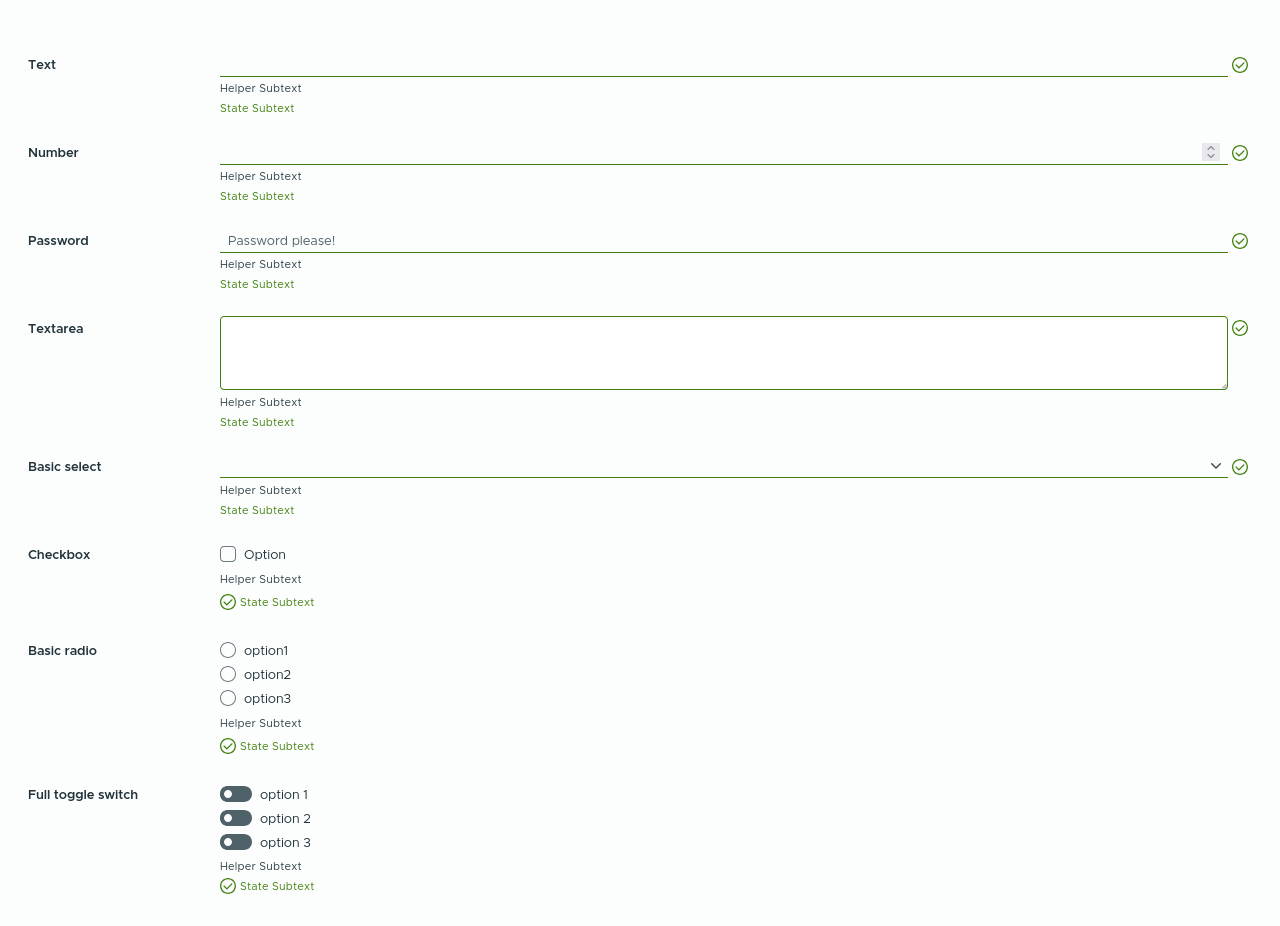 Text
Helper Subtext
State Subtext
Number
Helper Subtext
State Subtext
Password
Password please!
Helper Subtext
State Subtext
Textarea
Helper Subtext
State Subtext
Basic select
Helper Subtext
State Subtext
Checkbox
Option
Helper Subtext
State Subtext
Basic radio
option1
option2
option3
Helper Subtext
State Subtext
Full toggle switch
option 1
option 2
option 3
Helper Subtext
State Subtext